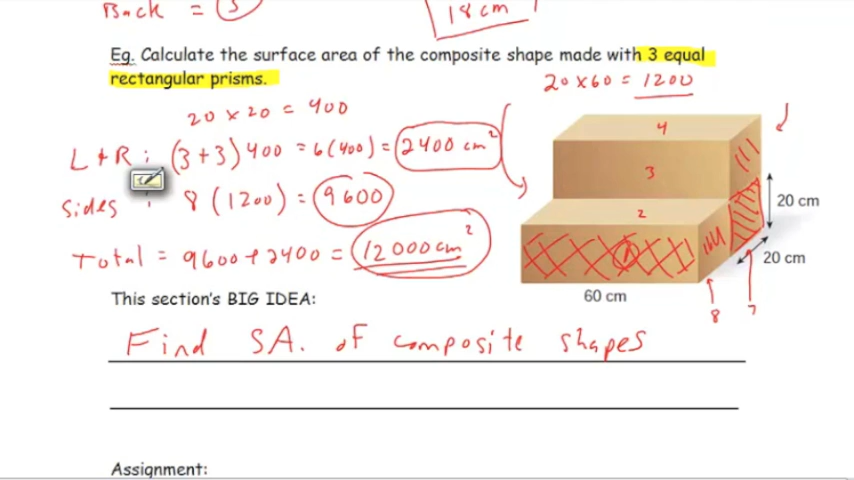 Back = 3
18 cm
Eg. Calculate the surface area of the composite shape made with 3 equal
rectangular prisms.
20 x 60 = 1200
20 x 20 = 400
L + R : (3 + 3) 400 = 6(400) = 2400 cm²
sides : 8 (1200) = 9600
Total = 9600 + 2400 = 12000 cm²
4
3
2
1
20 cm
20 cm
60 cm
8
7
This section's BIG IDEA:
Find SA. of composite shapes
Assignment: